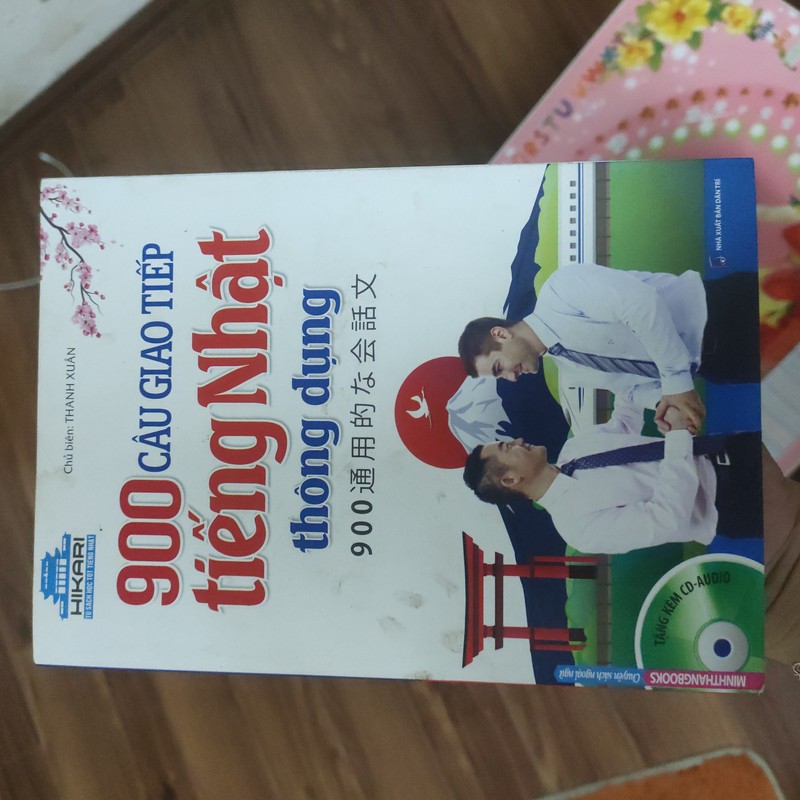 Chủ biên: THANH XUÂN
HIKARI
TỦ SÁCH HỌC TỐT TIẾNG NHẬT
900 CÂU GIAO TIẾP
tiếng Nhật
thông dụng
900通用的な会話文
TẶNG KÈM CD-AUDIO
MINHTHANGBOOKS
Chuyên sách ngoại ngữ
NHÀ XUẤT BẢN DÂN TRÍ
RSTUVW